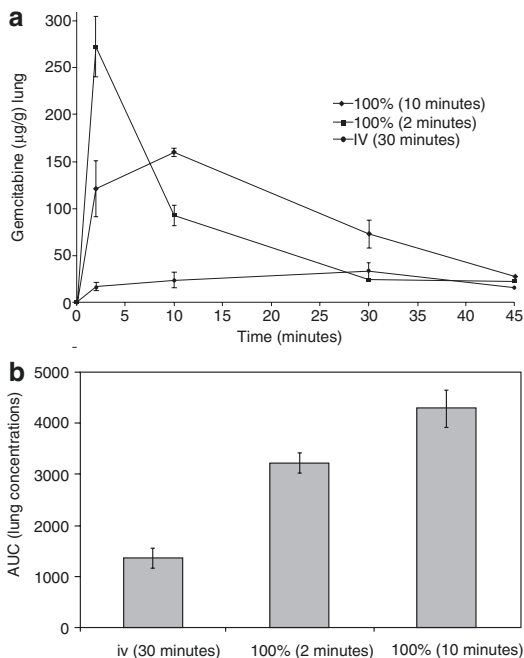 a
300
250
200
150
100
50
0
Gemcitabine (µg/g) lung
100% (10 minutes)
100% (2 minutes)
IV (30 minutes)
0 5 10 15 20 25 30 35 40 45
Time (minutes)
b
5000
4000
3000
2000
1000
0
AUC (lung concentrations)
iv (30 minutes) 100% (2 minutes) 100% (10 minutes)